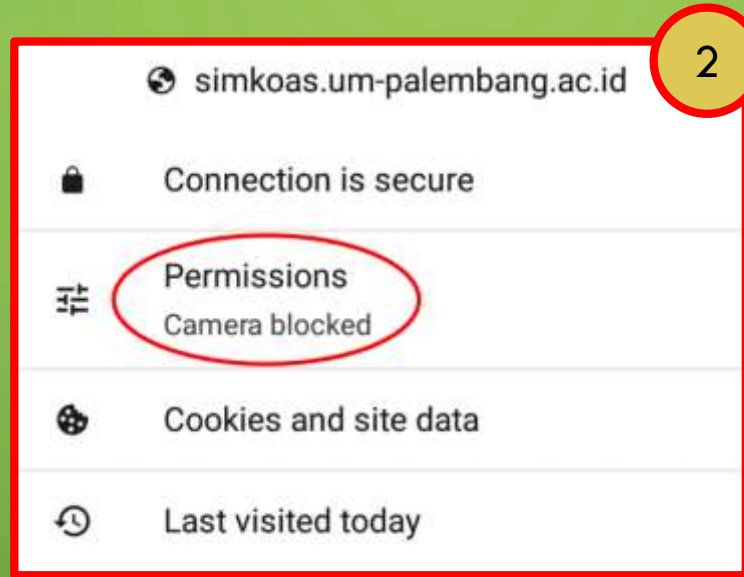 2
simkoas.um-palembang.ac.id
Connection is secure
Permissions
Camera blocked
Cookies and site data
Last visited today